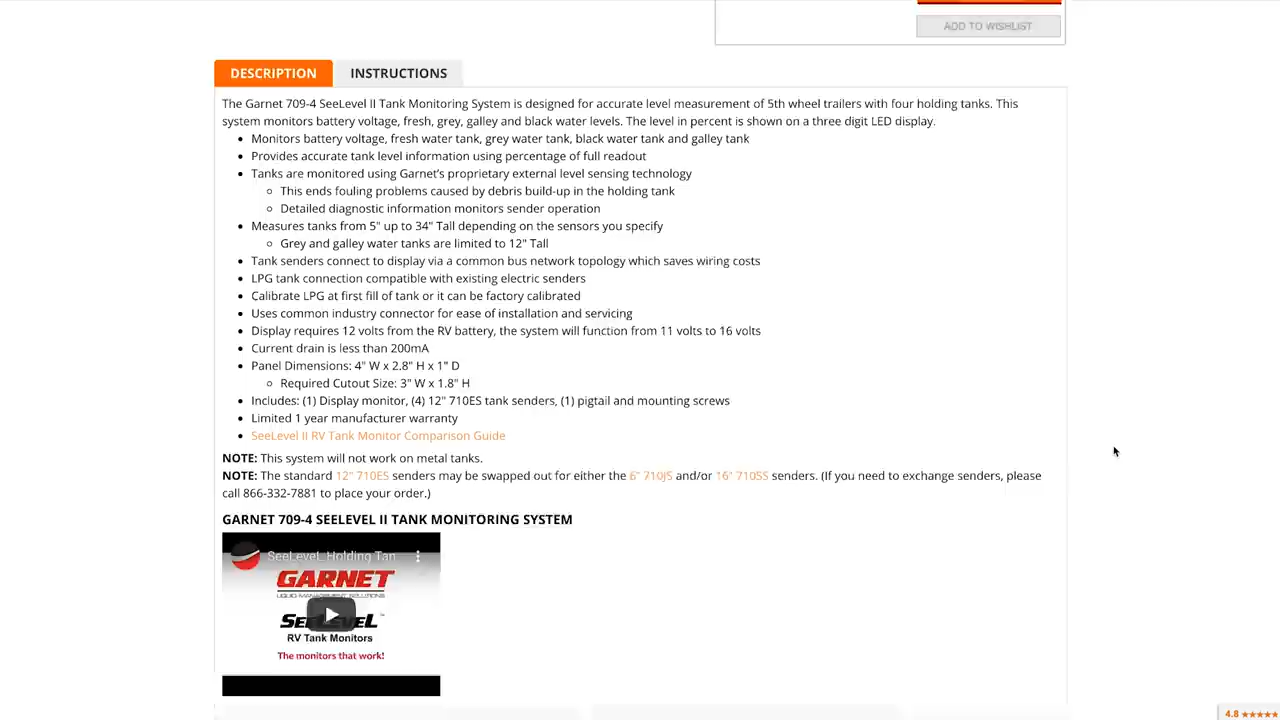 ADD TO WISHLIST
DESCRIPTION
INSTRUCTIONS
The Garnet 709-4 SeeLevel II Tank Monitoring System is designed for accurate level measurement of 5th wheel trailers with four holding tanks. This
system monitors battery voltage, fresh, grey, galley and black water levels. The level in percent is shown on a three digit LED display.
Monitors battery voltage, fresh water tank, grey water tank, black water tank and galley tank
Provides accurate tank level information using percentage of full readout
Tanks are monitored using Garnet's proprietary external level sensing technology
This ends fouling problems caused by debris build-up in the holding tank
Detailed diagnostic information monitors sender operation
Measures tanks from 5" up to 34" Tall depending on the sensors you specify
Grey and galley water tanks are limited to 12" Tall
Tank senders connect to display via a common bus network topology which saves wiring costs
LPG tank connection compatible with existing electric senders
Calibrate LPG at first fill of tank or it can be factory calibrated
Uses common industry connector for ease of installation and servicing
Display requires 12 volts from the RV battery, the system will function from 11 volts to 16 volts
Current drain is less than 200mA
Panel Dimensions: 4" W x 2.8" H x 1" D
Required Cutout Size: 3" W x 1.8" H
Includes: (1) Display monitor, (4) 12" 710ES tank senders, (1) pigtail and mounting screws
Limited 1 year manufacturer warranty
SeeLevel II RV Tank Monitor Comparison Guide
NOTE: This system will not work on metal tanks.
NOTE: The standard 12" 710ES senders may be swapped out for either the 6" 710JS and/or 16" 710SS senders. (If you need to exchange senders, please
call 866-332-7881 to place your order.)
GARNET 709-4 SEELEVEL II TANK MONITORING SYSTEM
SeeLevel Holding Tan
GARNET
LIQUID MANAGEMENT SOLUTIONS
SEELEVEL™
RV Tank Monitors
The monitors that work!
4.8